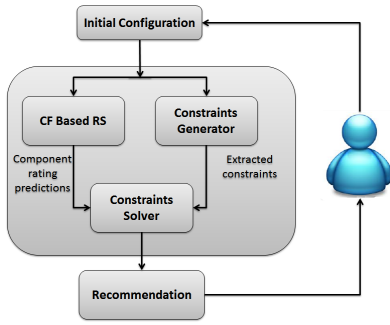 Initial Configuration
CF Based RS
Constraints
Generator
Component
rating
predictions
Extracted
constraints
Constraints
Solver
Recommendation